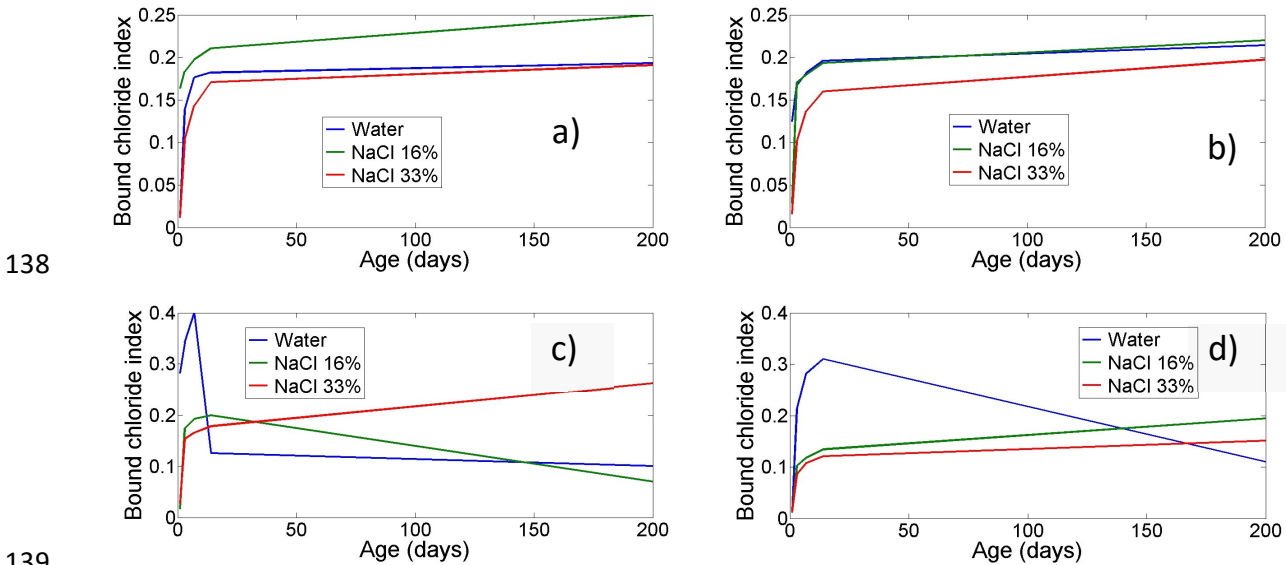 0.25
0.2
0.15
0.1
0.05
0
Bound chloride index
0 50 100 150 200
Age (days)
Water
NaCl 16%
NaCl 33%
a)
0.25
0.2
0.15
0.1
0.05
0
Bound chloride index
0 50 100 150 200
Age (days)
Water
NaCl 16%
NaCl 33%
b)
138
0.4
0.3
0.2
0.1
0
Bound chloride index
0 50 100 150 200
Age (days)
Water
NaCl 16%
NaCl 33%
c)
0.4
0.3
0.2
0.1
0
Bound chloride index
0 50 100 150 200
Age (days)
Water
NaCl 16%
NaCl 33%
d)
139